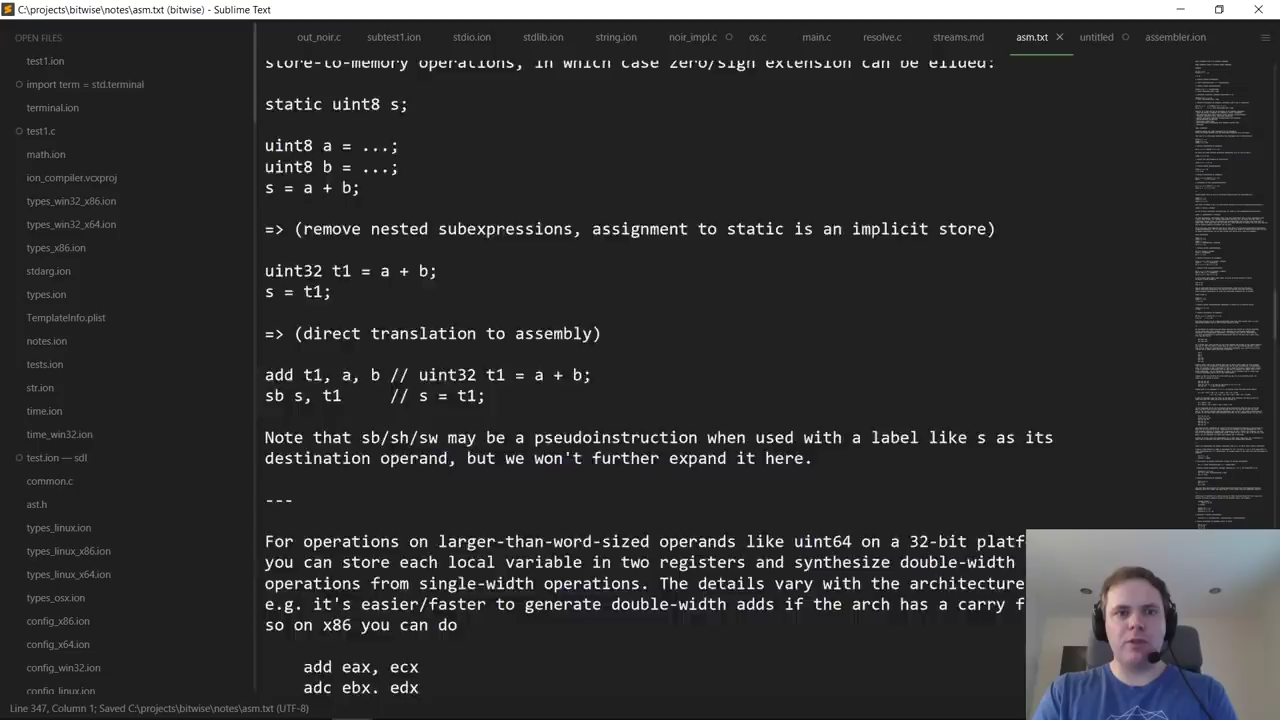 C:\projects\bitwise\notes\asm.txt (bitwise) - Sublime Text
OPEN FILES
test1.ion
import term = std.terminal
terminal.ion
test1.c
math.ion
ion_compiler.vcxproj
types_win32_x86.ion
types_win32_x64.ion
types_x86.ion
stdarg.ion
types.ion
TemplateInfo.plist
notes.ion
tests.ion
str.ion
time.ion
time_win32.ion
test.ion — sdl
common.c
ast.h
types_linux.ion
types_linux_x86.ion
types_linux_x64.ion
types_osx.ion
config_x86.ion
config_x64.ion
config_win32.ion
config_linux.ion
out_noir.c subtest1.ion stdio.ion stdlib.ion string.ion noir_impl.c os.c main.c resolve.c streams.md asm.txt untitled assembler.ion
store-to-memory operations, in which case zero/sign extension can be elided:
static uint8 s;
uint8 a = ...;
uint8 b = ...;
s = a + b;
=> (remove nested subexpressions, assignment to static is an implicit store)
uint32 t1 = a + b;
s = t1;
=> (direct translation to assembly)
add t1, a, b // uint32 t1 = a + b;
sb s, t1 // s = t1;
Note that sb is a pseudo-instruction when used with a label like s as its
destination operand, but we won't further expand it here.
---
For operations on larger-than-word-sized operands like uint64 on a 32-bit platf
you can store each local variable in two registers and synthesize double-width
operations from single-width operations. The details vary with the architecture
e.g. it's easier/faster to generate double-width adds if the arch has a carry f
so on x86 you can do
add eax, ecx
adc ebx, edx
Line 347, Column 1; Saved C:\projects\bitwise\notes\asm.txt (UTF-8)